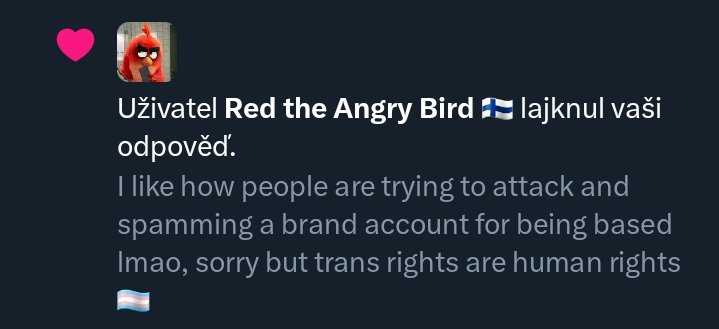 Uživatel Red the Angry Bird 🇫🇮 lajknul vaši
odpověď.
I like how people are trying to attack and
spamming a brand account for being based
lmao, sorry but trans rights are human rights
🏳️‍⚧️